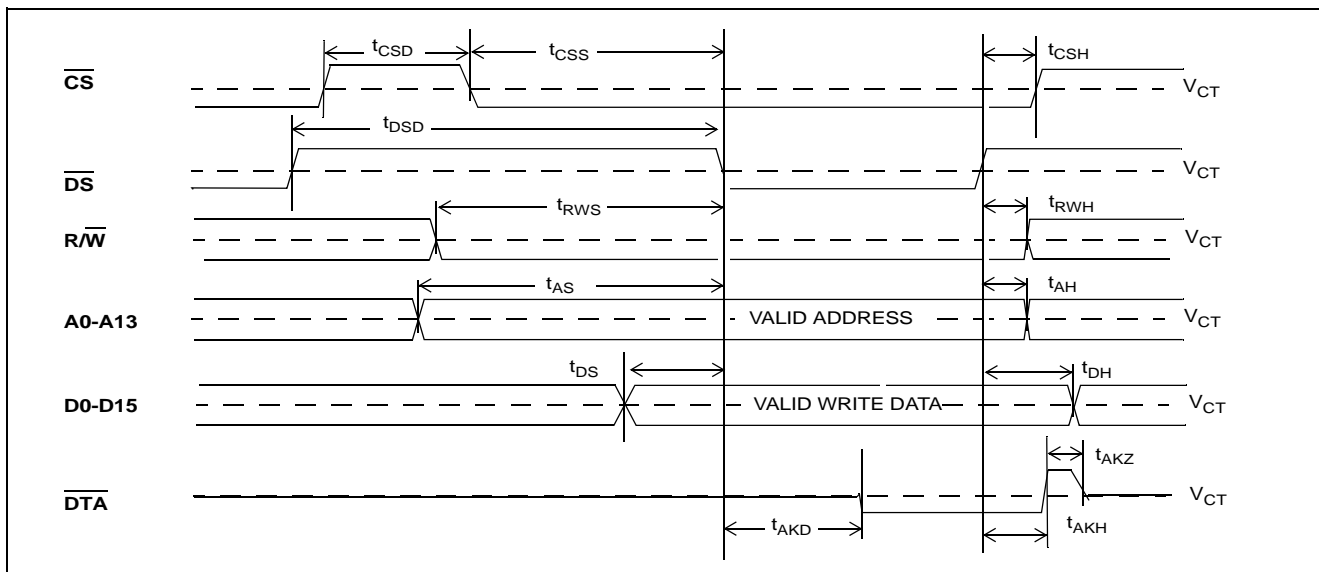 tCSD
tCSS
tCSH
CS
VCT
tDSD
DS
VCT
tRWS
tRWH
R/W
VCT
tAS
tAH
A0-A13
VALID ADDRESS
VCT
tDS
tDH
D0-D15
VALID WRITE DATA
VCT
tAKZ
DTA
VCT
tAKD
tAKH